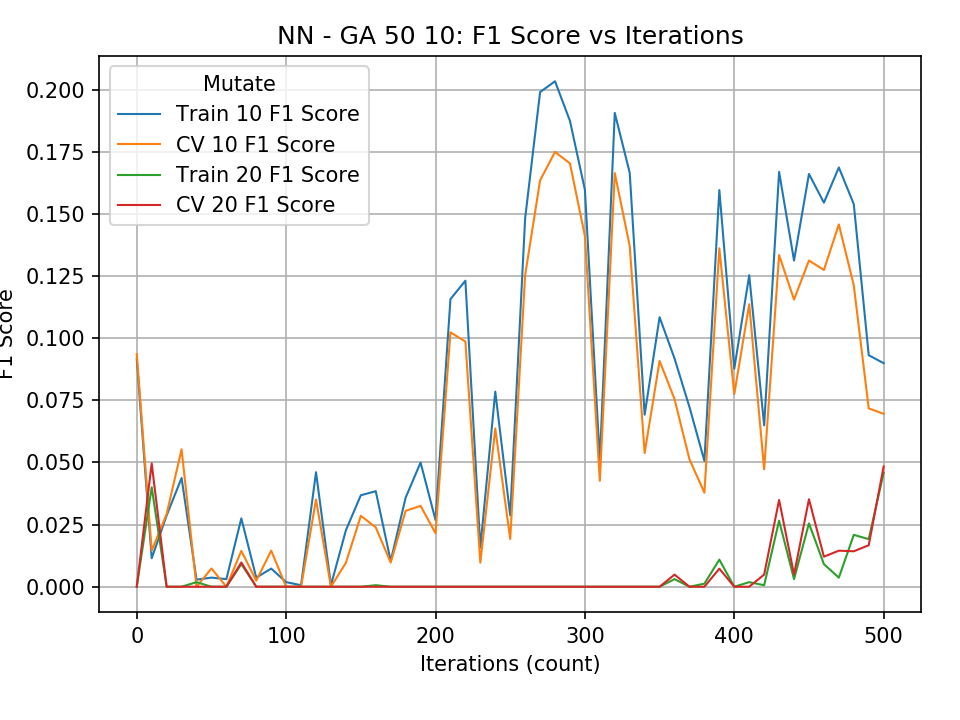 NN - GA 50 10: F1 Score vs Iterations
Mutate
Train 10 F1 Score
CV 10 F1 Score
Train 20 F1 Score
CV 20 F1 Score
0.200
0.175
0.150
0.125
0.100
0.075
0.050
0.025
0.000
F1 Score
0 100 200 300 400 500
Iterations (count)